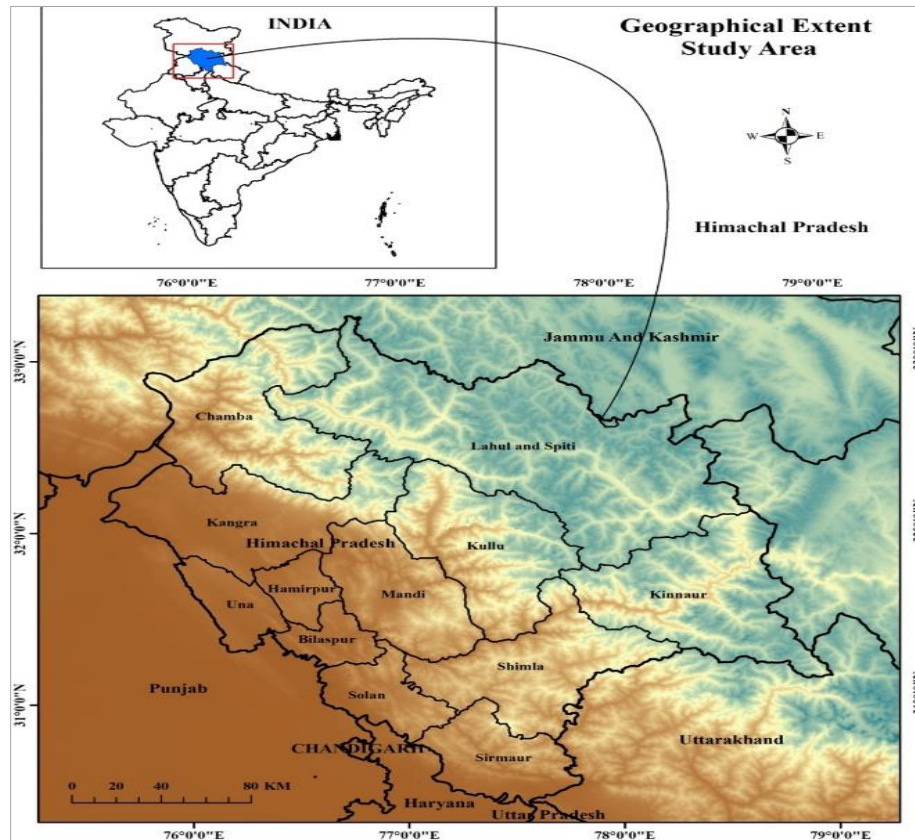 INDIA
Geographical Extent
Study Area
N
W E
S
Himachal Pradesh
76°0'0"E 77°0'0"E 78°0'0"E 79°0'0"E
33°0'0"N
Jammu And Kashmir
Chamba
Lahul and Spiti
32°0'0"N
Kangra
Himachal Pradesh
Kullu
Hamirpur
Mandi
Kinnaur
Una
Bilaspur
Shimla
Punjab
Solan
31°0'0"N
Uttarakhand
CHANDIGARH
Sirmaur
0 20 40 60 80 KM
Haryana
Uttar Pradesh
76°0'0"E 77°0'0"E 78°0'0"E 79°0'0"E